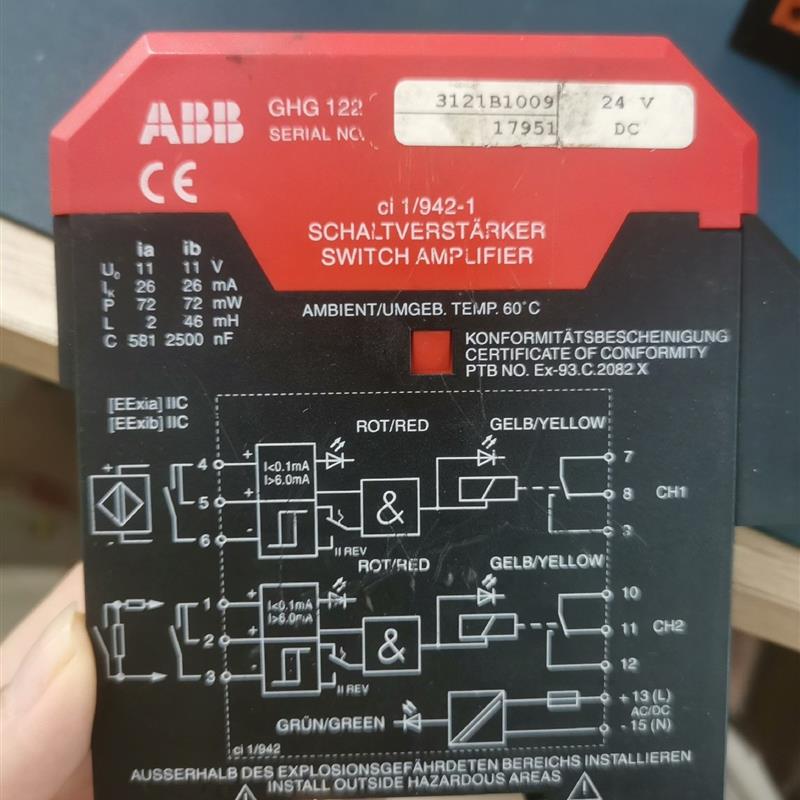 ABB
GHG 122 3121B1009 24 V
SERIAL NO. 17951 DC
CE
ci 1/942-1
SCHALTVERSTÄRKER
SWITCH AMPLIFIER
ia ib
U₀ 11 11 V
Iₖ 26 26 mA
P 72 72 mW
L 2 46 mH
C 581 2500 nF
AMBIENT/UMGEB. TEMP. 60°C
KONFORMITÄTSBESCHEINIGUNG
CERTIFICATE OF CONFORMITY
PTB NO. Ex-93.C.2082 X
[EExia] IIC
[EExib] IIC
ROT/RED GELB/YELLOW
4 + I<0.1mA 7
I>6.0mA
5 + & 8 CH1
6 - II REV 9
ROT/RED GELB/YELLOW
1 + I<0.1mA 10
I>6.0mA
2 + & 11 CH2
3 - II REV 12
+ 13 (L)
AC/DC
GRÜN/GREEN - 15 (N)
ci 1/942
AUSSERHALB DES EXPLOSIONSGEFÄHRDETEN BEREICHS INSTALLIEREN
INSTALL OUTSIDE HAZARDOUS AREAS